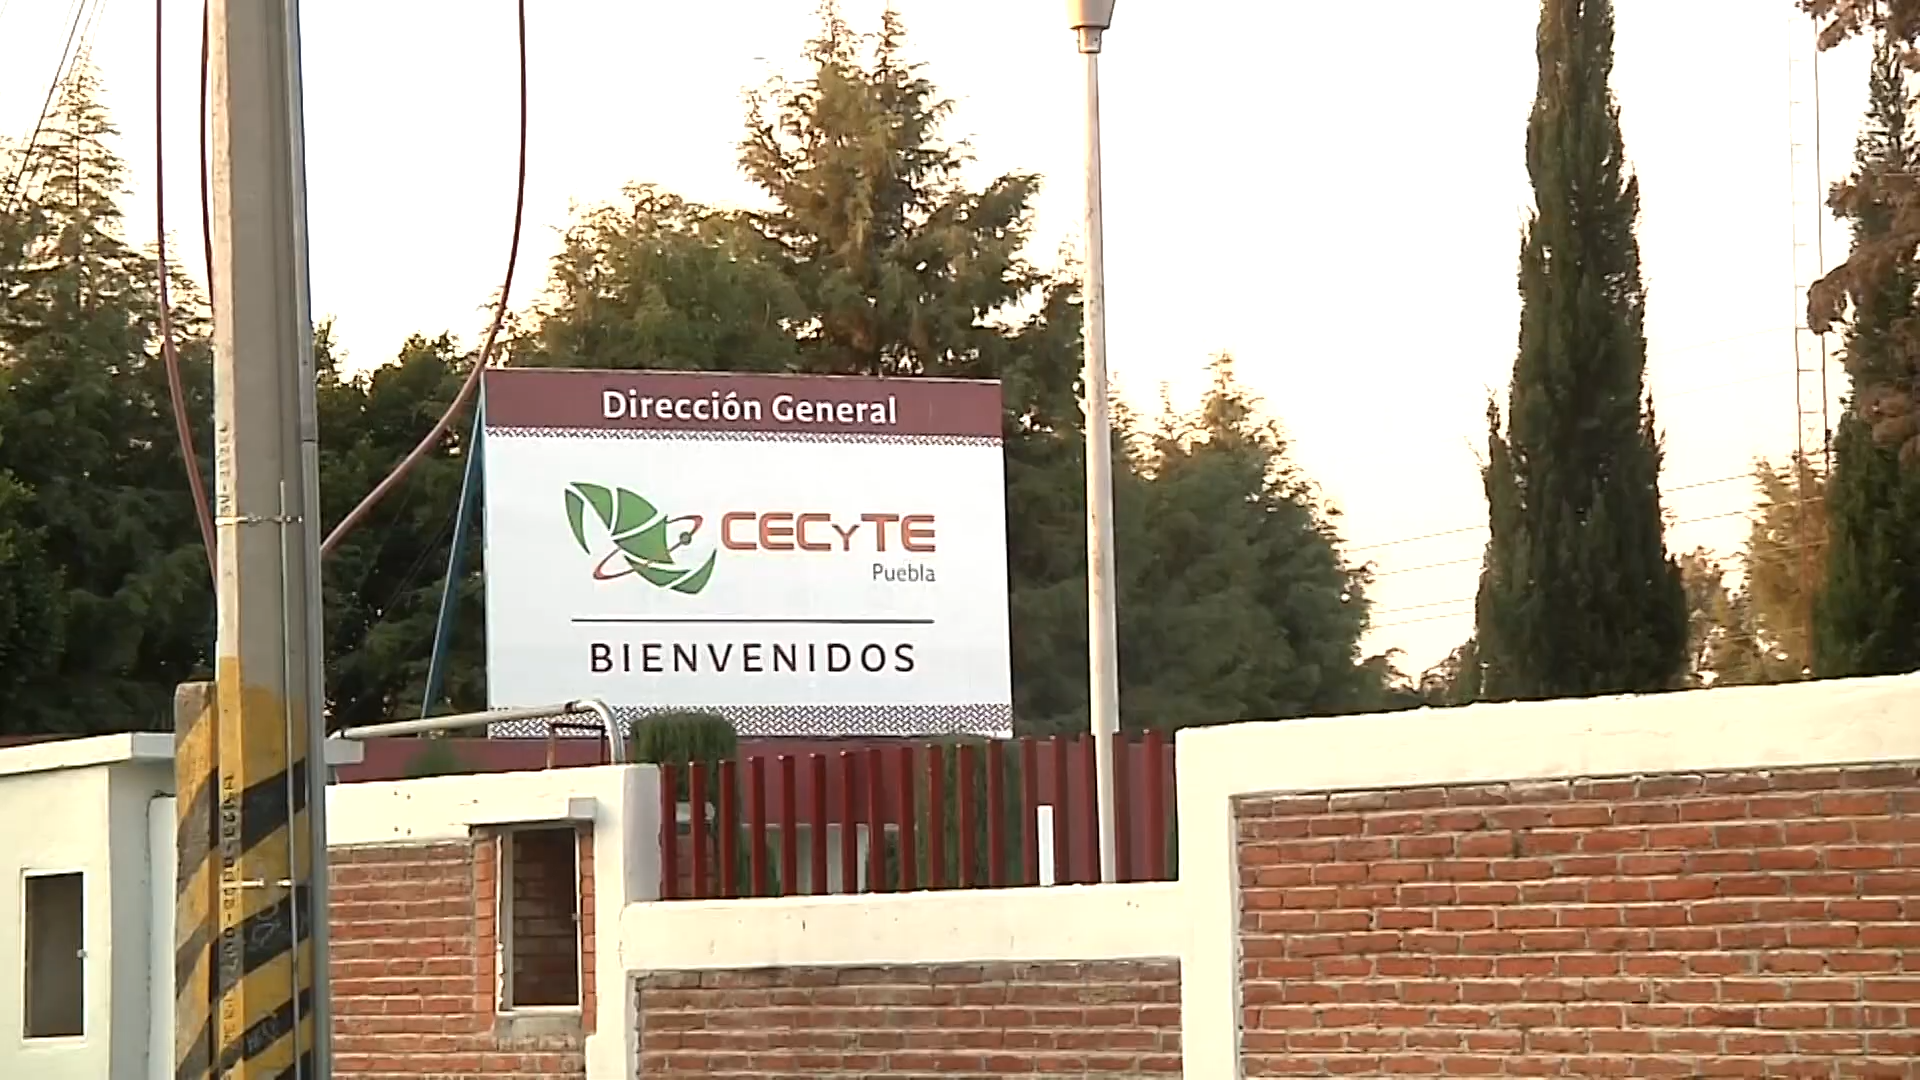 Dirección General
CECyTE
Puebla
BIENVENIDOS